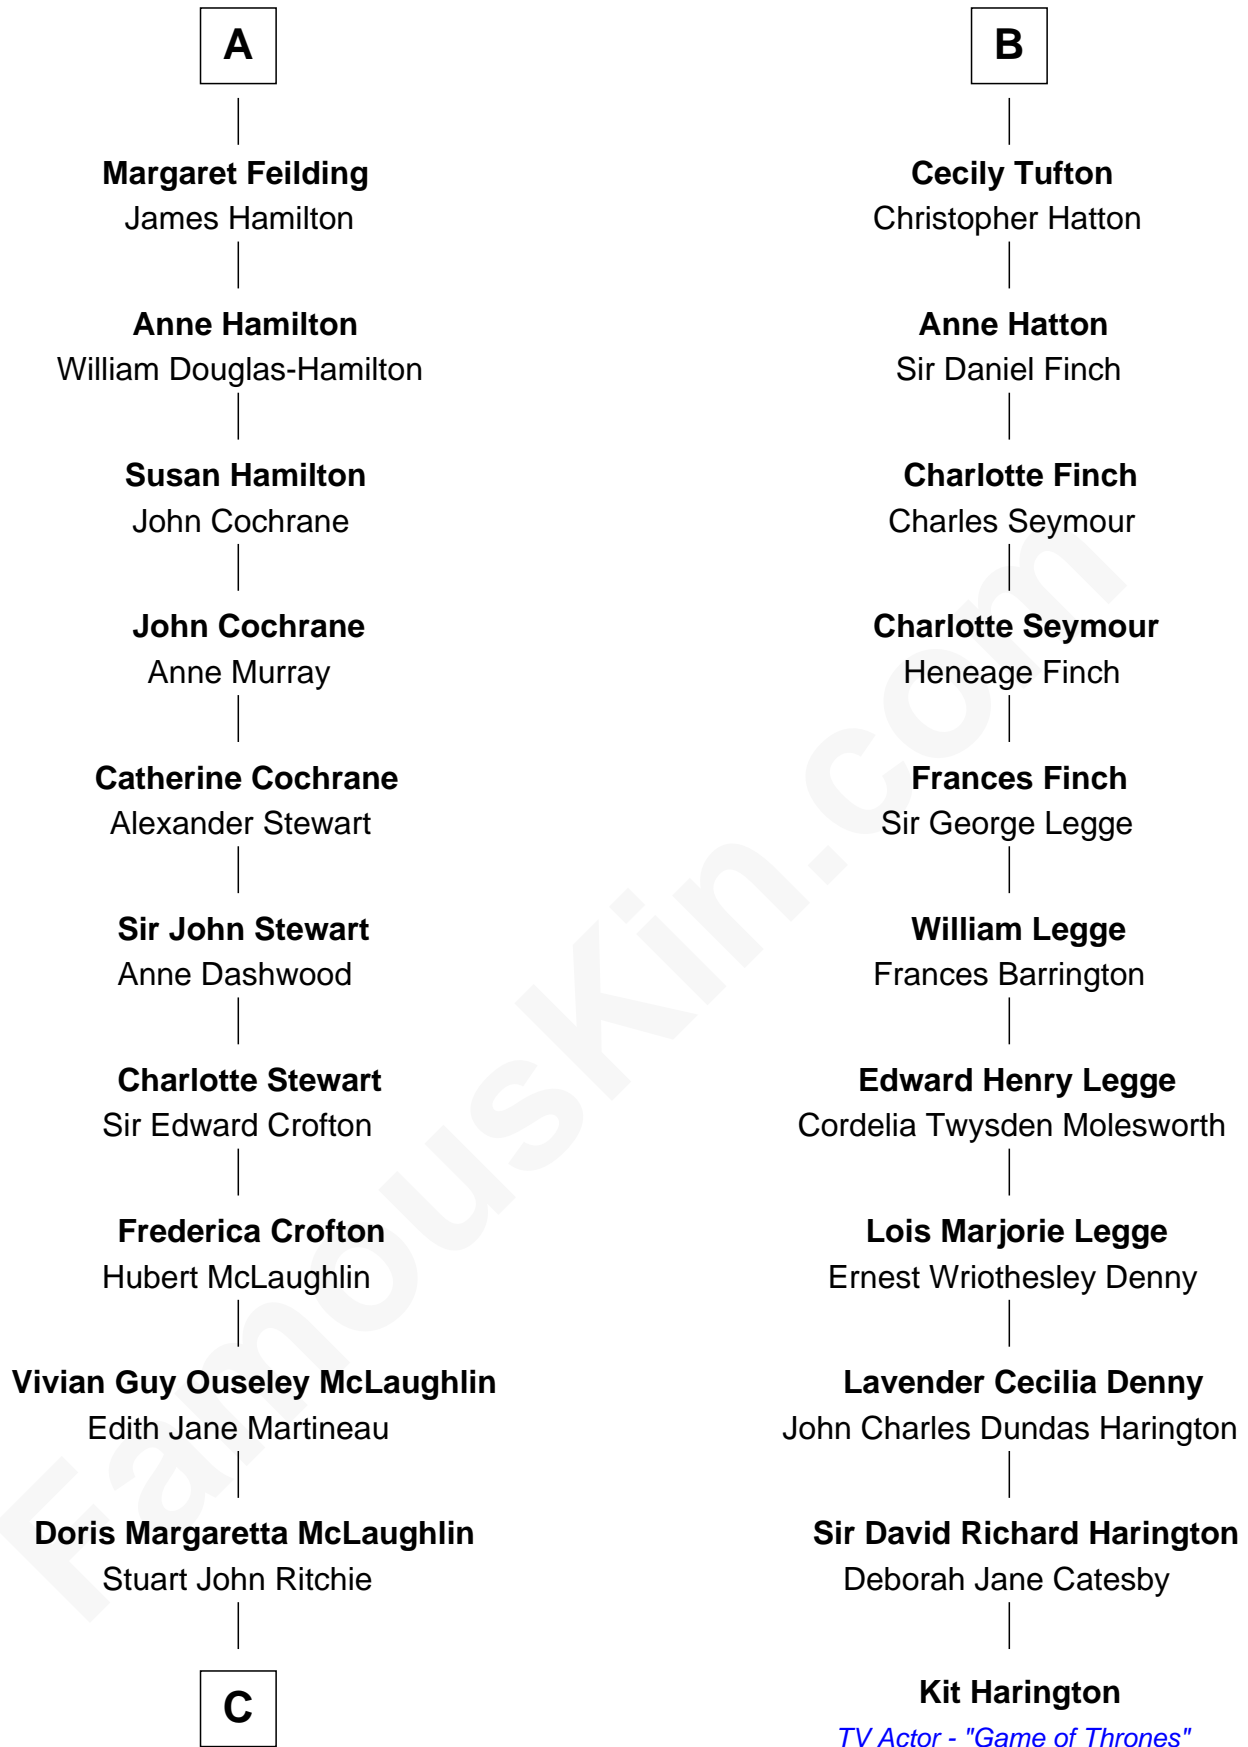 A
Margaret Feilding
James Hamilton
Anne Hamilton
William Douglas-Hamilton
Susan Hamilton
John Cochrane
John Cochrane
Anne Murray
Catherine Cochrane
Alexander Stewart
Sir John Stewart
Anne Dashwood
Charlotte Stewart
Sir Edward Crofton
Frederica Crofton
Hubert McLaughlin
Vivian Guy Ouseley McLaughlin
Edith Jane Martineau
Doris Margaretta McLaughlin
Stuart John Ritchie
C
B
Cecily Tufton
Christopher Hatton
Anne Hatton
Sir Daniel Finch
Charlotte Finch
Charles Seymour
Charlotte Seymour
Heneage Finch
Frances Finch
Sir George Legge
William Legge
Frances Barrington
Edward Henry Legge
Cordelia Twysden Molesworth
Lois Marjorie Legge
Ernest Wriothesley Denny
Lavender Cecilia Denny
John Charles Dundas Harington
Sir David Richard Harington
Deborah Jane Catesby
Kit Harington
TV Actor - "Game of Thrones"
FamousKin.com